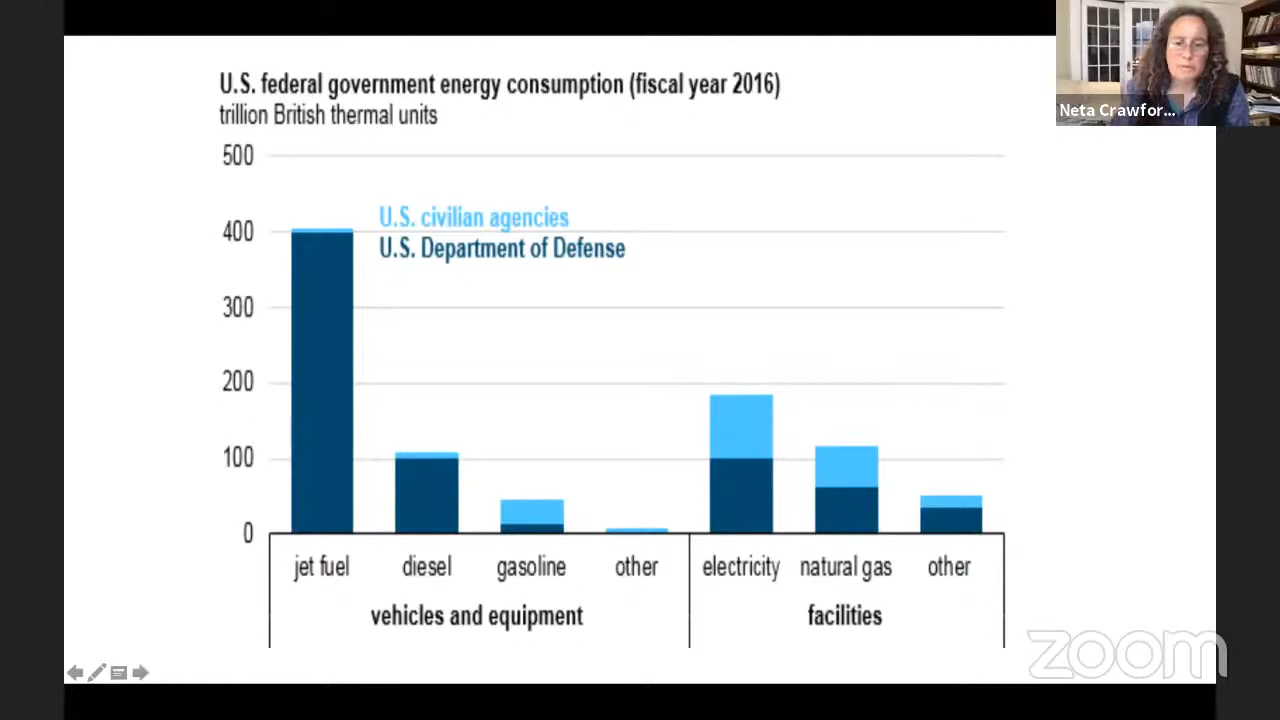 U.S. federal government energy consumption (fiscal year 2016)
trillion British thermal units
500
400
300
200
100
0
U.S. civilian agencies
U.S. Department of Defense
jet fuel diesel gasoline other electricity natural gas other
vehicles and equipment facilities
Neta Crawfor...
zoom